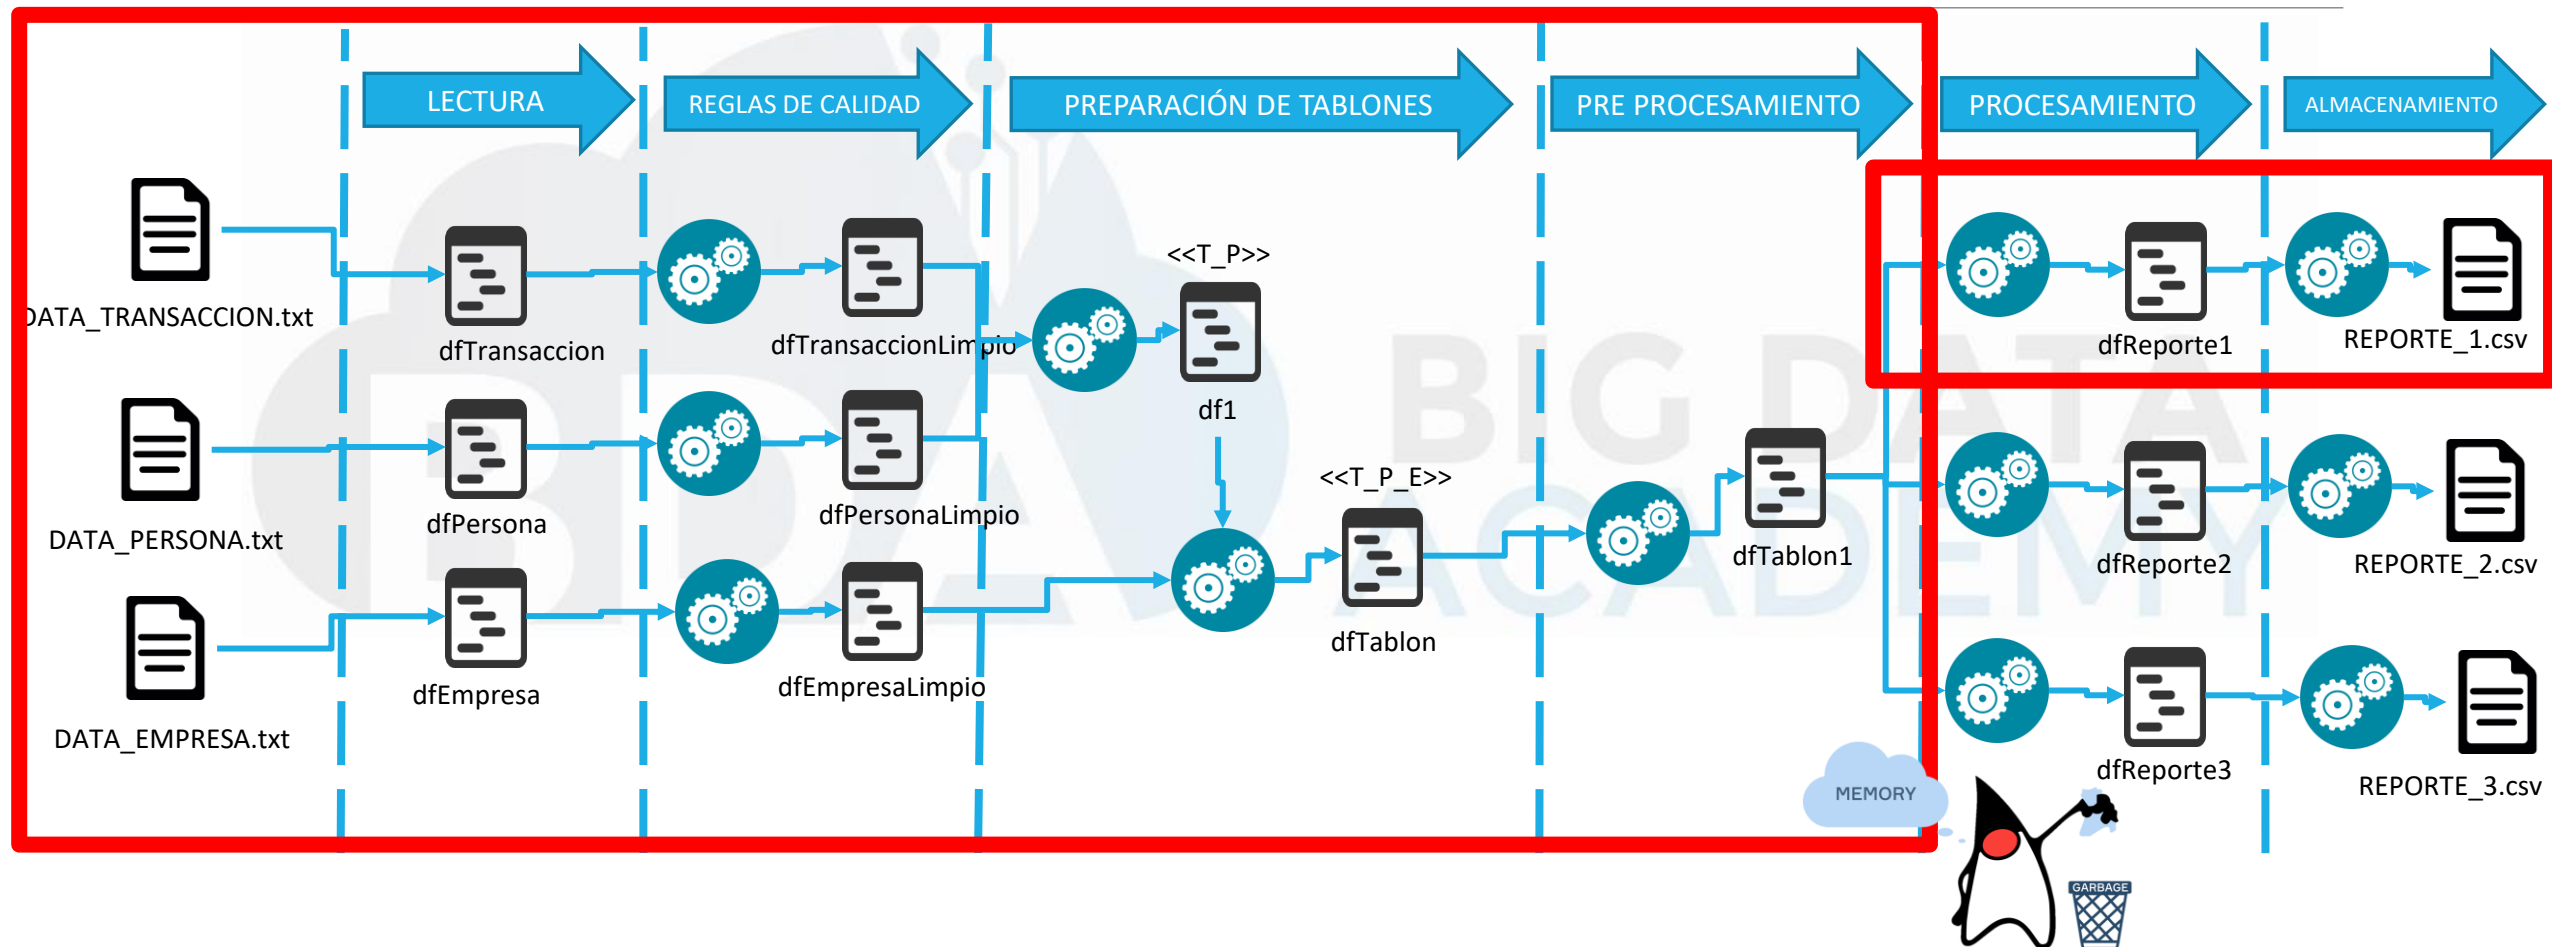 LECTURA
REGLAS DE CALIDAD
PREPARACIÓN DE TABLONES
PRE PROCESAMIENTO
PROCESAMIENTO
ALMACENAMIENTO
DATA_TRANSACCION.txt
dfTransaccion
dfTransaccionLimpio
<<T_P>>
df1
dfReporte1
REPORTE_1.csv
DATA_PERSONA.txt
dfPersona
dfPersonaLimpio
<<T_P_E>>
dfTablon
dfTablon1
dfReporte2
REPORTE_2.csv
DATA_EMPRESA.txt
dfEmpresa
dfEmpresaLimpio
dfReporte3
REPORTE_3.csv
MEMORY
GARBAGE
BDA
BIG DATA
ACADEMY